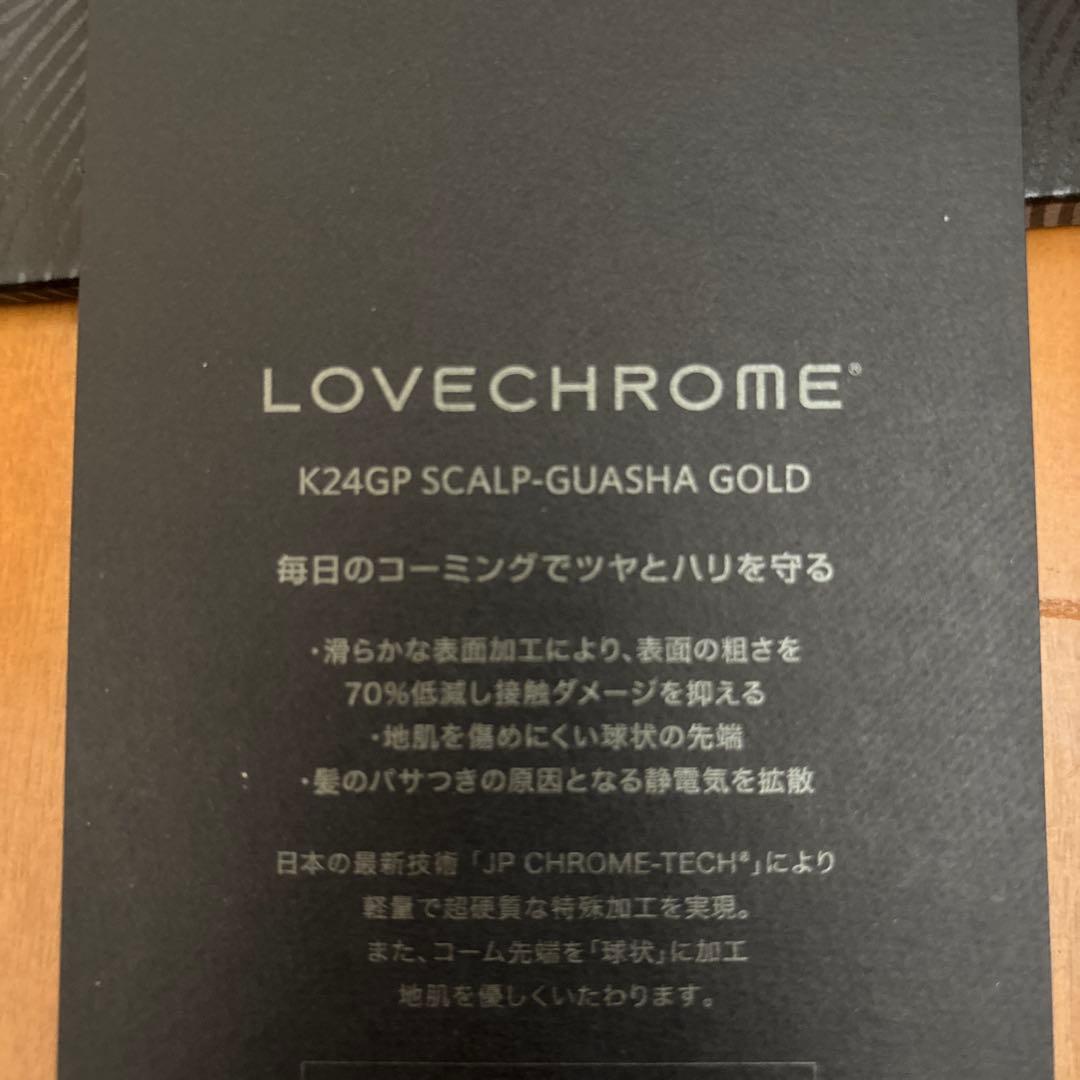 LOVECHROME®
K24GP SCALP-GUASHA GOLD
毎日のコーミングでツヤとハリを守る
・滑らかな表面加工により、表面の粗さを
70%低減し接触ダメージを抑える
・地肌を傷めにくい球状の先端
・髪のパサつきの原因となる静電気を拡散
日本の最新技術「JP CHROME-TECH®」により
軽量で超硬質な特殊加工を実現。
また、コーム先端を「球状」に加工
地肌を優しくいたわります。